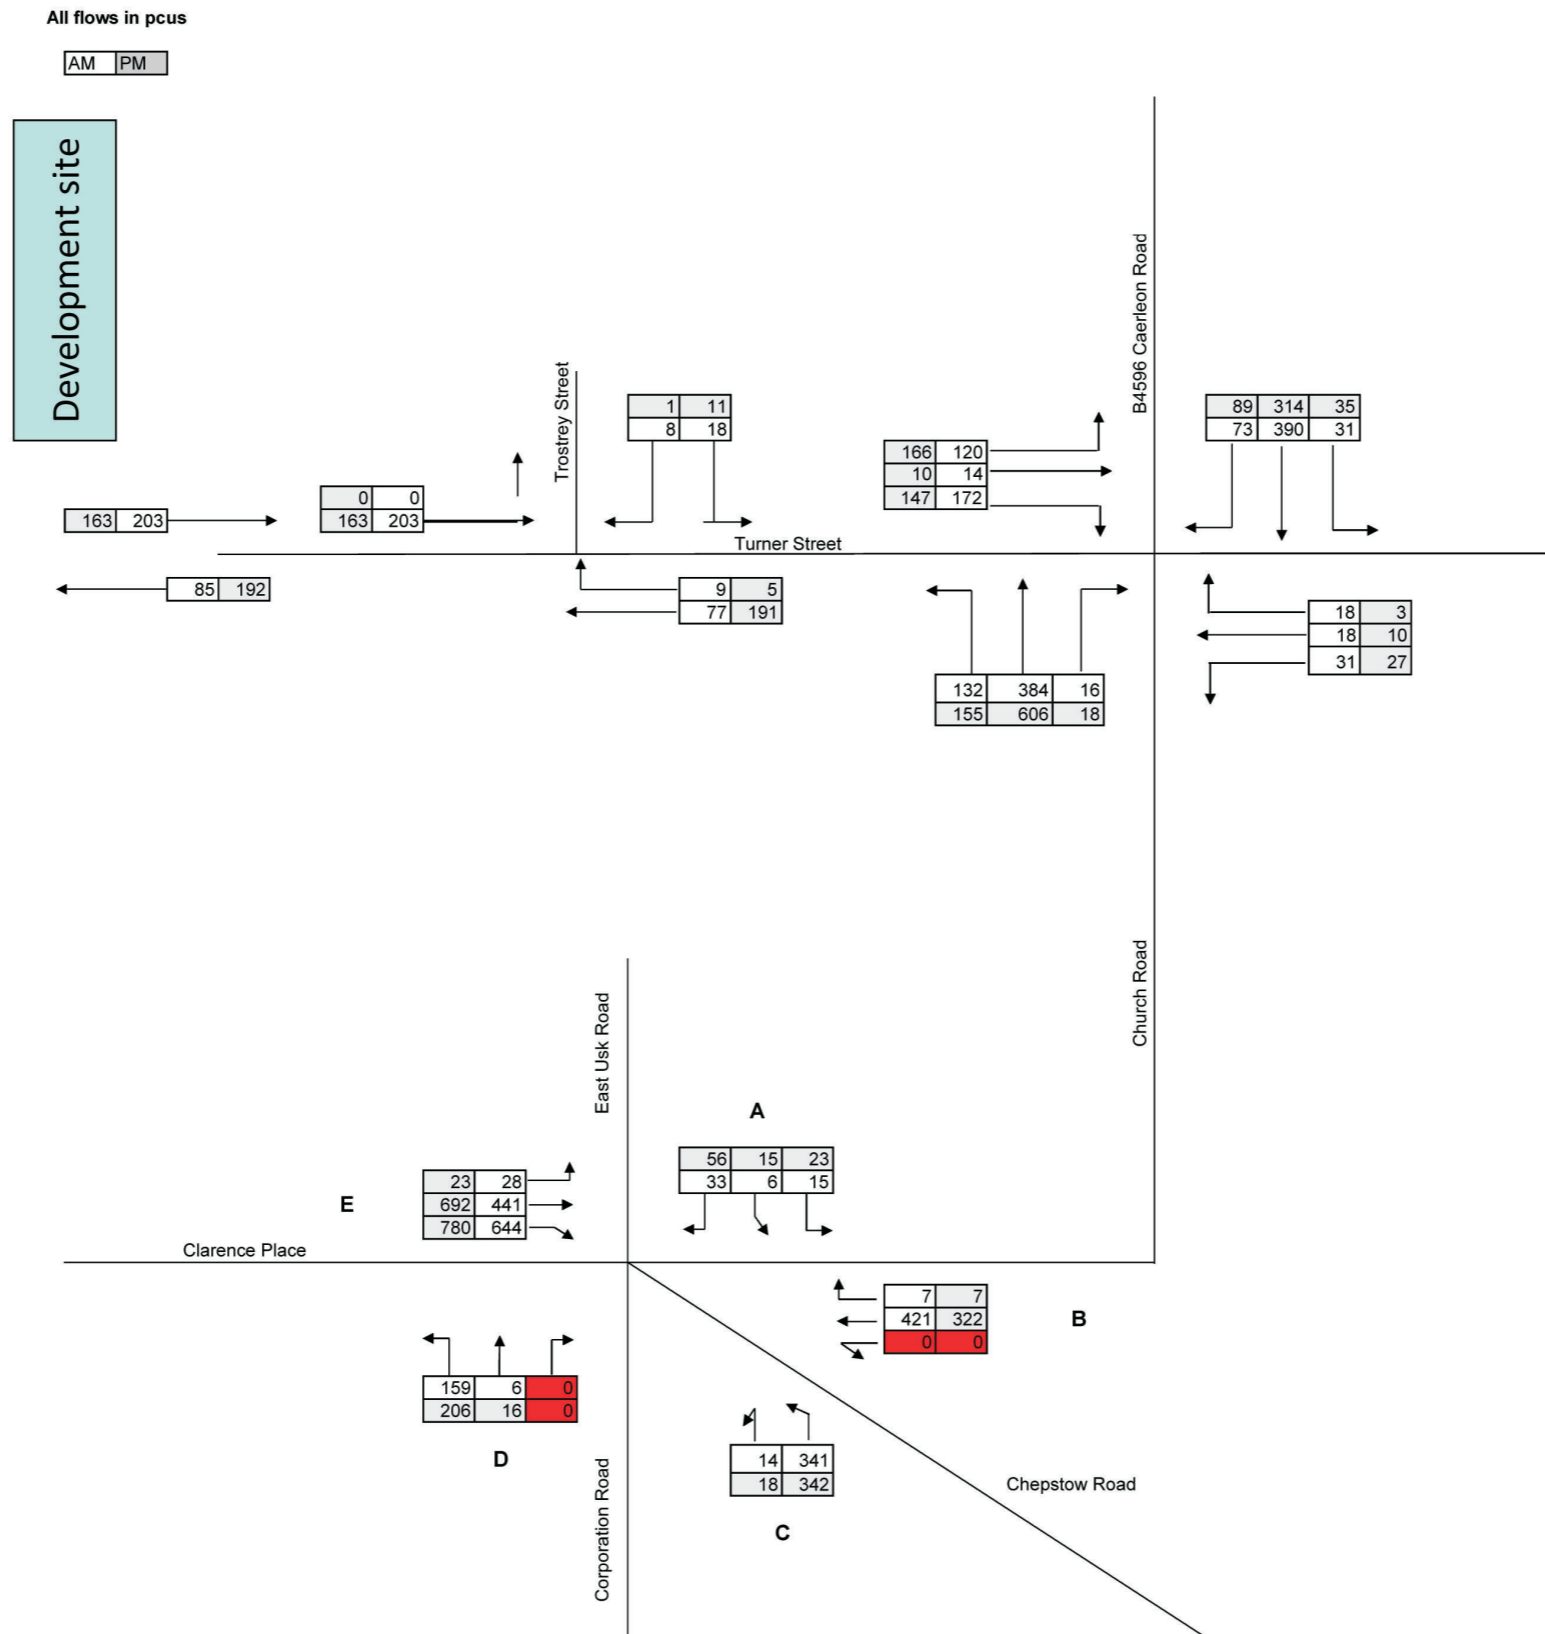 All flows in pcus
AM PM
Development site
B4596 Caerleon Road
Trostrey Street
1 11
8 18
89 314 35
73 390 31
166 120
10 14
147 172
0 0
163 203
163 203
Turner Street
85 192
9 5
77 191
18 3
18 10
31 27
132 384 16
155 606 18
Church Road
East Usk Road
A
56 15 23
33 6 15
E
23 28
692 441
780 644
Clarence Place
7 7
421 322
0 0
B
159 6 0
206 16 0
D
14 341
18 342
C
Chepstow Road
Corporation Road